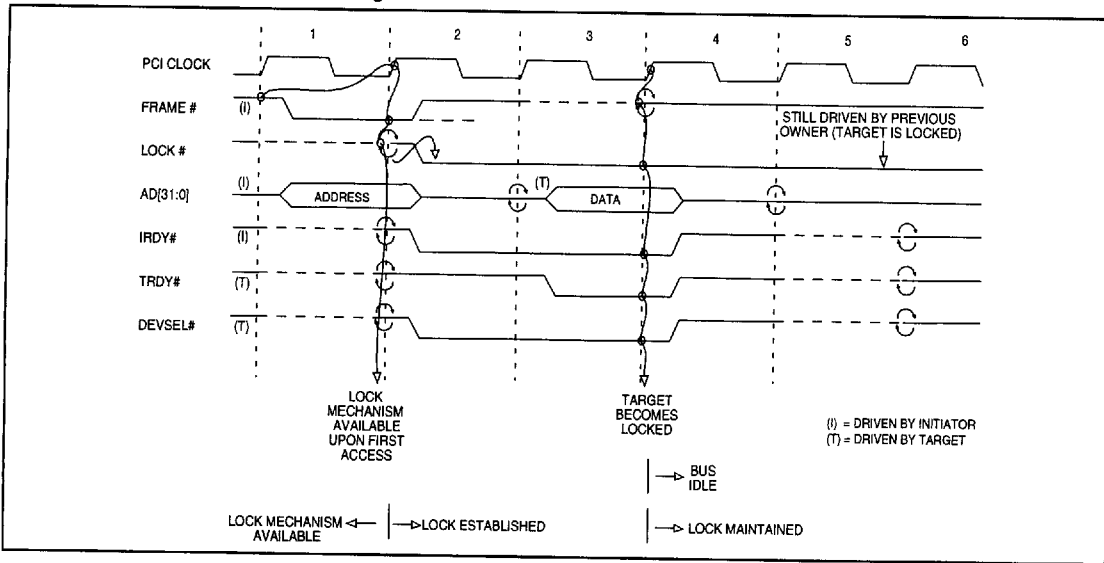 1 2 3 4 5 6
PCI CLOCK
FRAME # (I)
STILL DRIVEN BY PREVIOUS
OWNER (TARGET IS LOCKED)
LOCK #
AD[31:0] (I) ADDRESS (T) DATA
IRDY# (I)
TRDY# (T)
DEVSEL# (T)
LOCK
MECHANISM
AVAILABLE
UPON FIRST
ACCESS
TARGET
BECOMES
LOCKED
(I) = DRIVEN BY INITIATOR
(T) = DRIVEN BY TARGET
BUS
IDLE
LOCK MECHANISM
AVAILABLE
LOCK ESTABLISHED
LOCK MAINTAINED